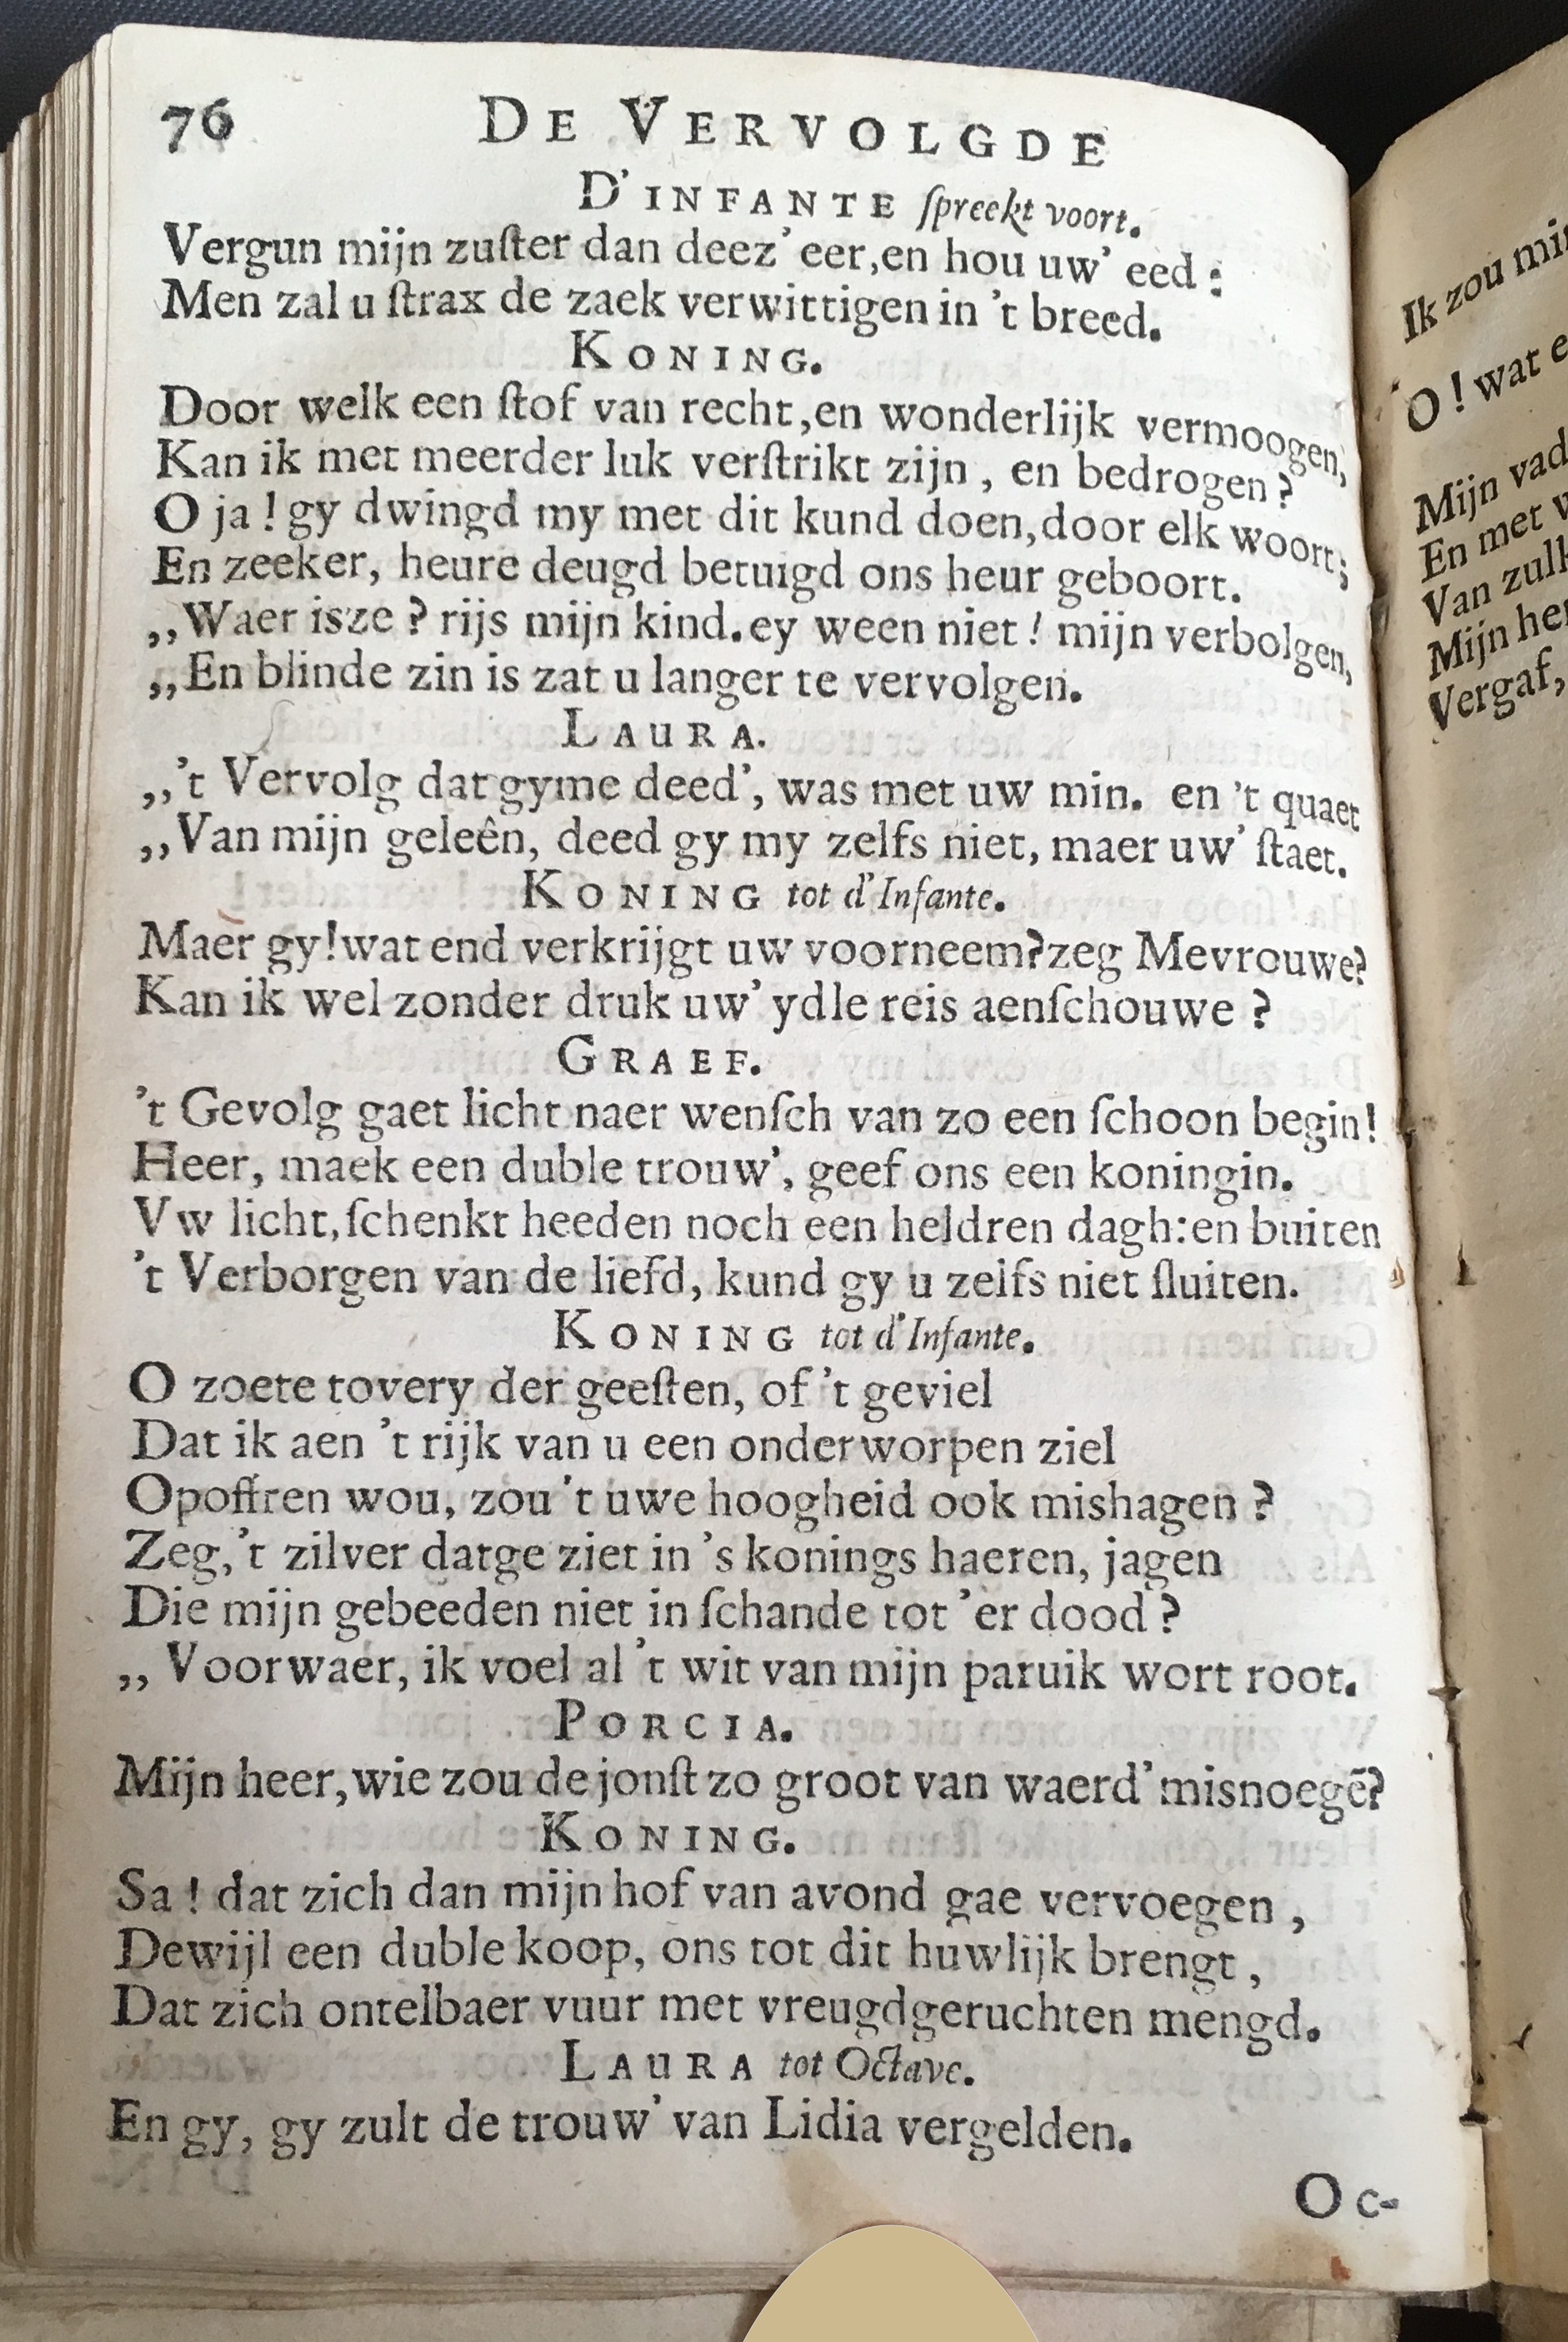 76 DE VERVOLGDE
D'INFANTE ſpreekt voort.
Vergun mijn zuſter dan deez' eer,en hou uw' eed :
Men zal u ſtrax de zaek verwittigen in 't breed.
KONING.
Door welk een ſtof van recht,en wonderlijk vermoogen,
Kan ik met meerder luk verſtrikt zijn , en bedrogen ?
O ja ! gy dwingd my met dit kund doen,door elk woort;
En zeeker, heure deugd betuigd ons heur geboort.
,,Waer isze ? rijs mijn kind.ey ween niet ! mijn verbolgen,
,,En blinde zin is zat u langer te vervolgen.
LAURA.
,,'t Vervolg dat gyme deed', was met uw min. en 't quaet
,,Van mijn geleên, deed gy my zelfs niet, maer uw' ſtaet.
KONING tot d'Infante.
Maer gy!wat end verkrijgt uw voorneem?zeg Mevrouwe?
Kan ik wel zonder druk uw' ydle reis aenſchouwe ?
GRAEF.
't Gevolg gaet licht naer wenſch van zo een ſchoon begin!
Heer, maek een duble trouw', geef ons een koningin.
Vw licht,ſchenkt heeden noch een heldren dagh:en buiten
't Verborgen van de liefd, kund gy u zelfs niet ſluiten.
KONING tot d'Infante.
O zoete tovery der geeſten, of 't geviel
Dat ik aen 't rijk van u een onderworpen ziel
Opoffren wou, zou 't uwe hoogheid ook mishagen ?
Zeg,'t zilver datge ziet in 's konings haeren, jagen
Die mijn gebeeden niet in ſchande tot 'er dood ?
,, Voorwaer, ik voel al 't wit van mijn paruik wort root.
PORCIA.
Mijn heer,wie zou de jonſt zo groot van waerd' misnoegē?
KONING.
Sa ! dat zich dan mijn hof van avond gae vervoegen ,
Dewijl een duble koop, ons tot dit huwlijk brengt ,
Dat zich ontelbaer vuur met vreugdgeruchten mengd.
LAURA tot Octave.
En gy, gy zult de trouw' van Lidia vergelden.
Oc-
Ik zou
O ! wat
Mijn
En met
Van
Mijn
Vergaf,